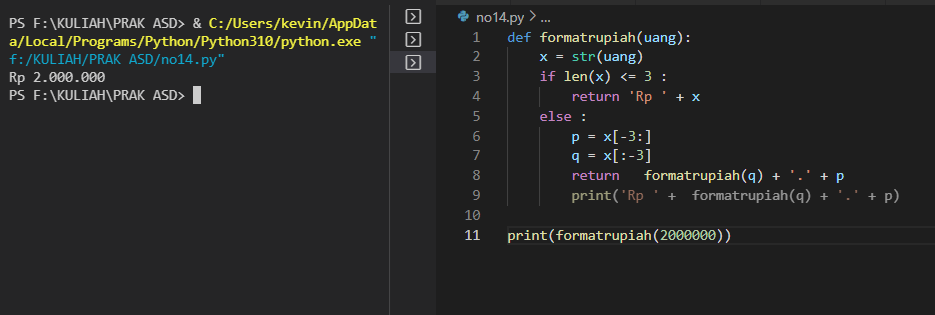 PS F:\KULIAH\PRAK ASD> & C:/Users/kevin/AppDat
a/Local/Programs/Python/Python310/python.exe "
f:/KULIAH/PRAK ASD/no14.py"
Rp 2.000.000
PS F:\KULIAH\PRAK ASD>
no14.py > ...
1 def formatrupiah(uang):
2     x = str(uang)
3     if len(x) <= 3 :
4         return 'Rp ' + x
5     else :
6         p = x[-3:]
7         q = x[:-3]
8         return   formatrupiah(q) + '.' + p
9         print('Rp ' +  formatrupiah(q) + '.' + p)
10
11 print(formatrupiah(2000000))